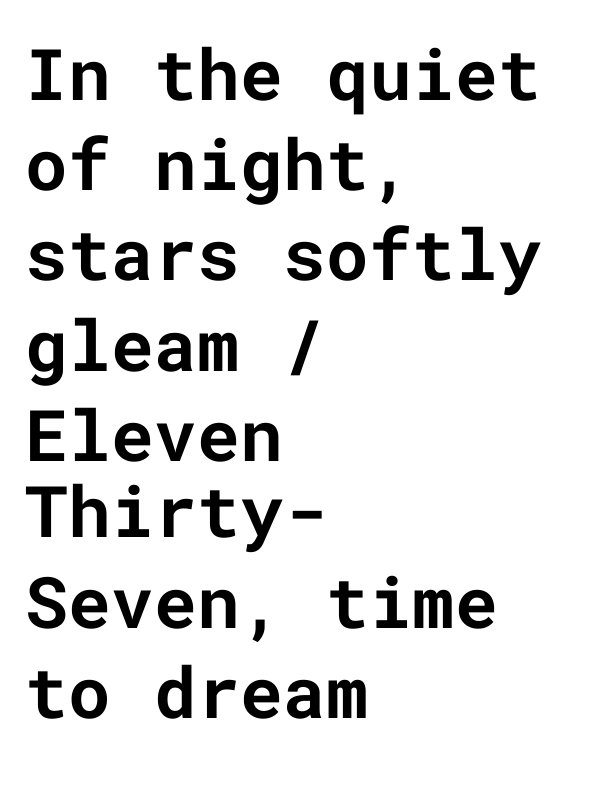 In the quiet
of night,
stars softly
gleam /
Eleven
Thirty-
Seven, time
to dream